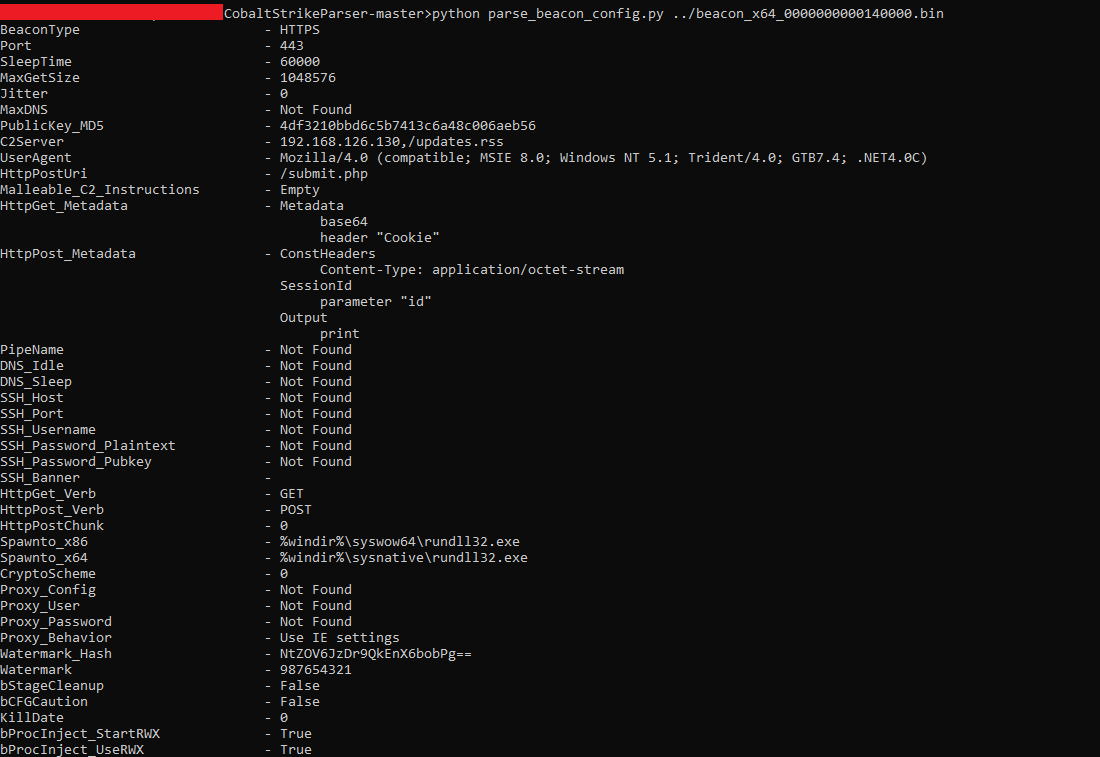 CobaltStrikeParser-master>python parse_beacon_config.py ../beacon_x64_0000000000140000.bin
BeaconType - HTTPS
Port - 443
SleepTime - 60000
MaxGetSize - 1048576
Jitter - 0
MaxDNS - Not Found
PublicKey_MD5 - 4df3210bbd6c5b7413c6a48c006aeb56
C2Server - 192.168.126.130,/updates.rss
UserAgent - Mozilla/4.0 (compatible; MSIE 8.0; Windows NT 5.1; Trident/4.0; GTB7.4; .NET4.0C)
HttpPostUri - /submit.php
Malleable_C2_Instructions - Empty
HttpGet_Metadata - Metadata
base64
header "Cookie"
HttpPost_Metadata - ConstHeaders
Content-Type: application/octet-stream
SessionId
parameter "id"
Output
print
PipeName - Not Found
DNS_Idle - Not Found
DNS_Sleep - Not Found
SSH_Host - Not Found
SSH_Port - Not Found
SSH_Username - Not Found
SSH_Password_Plaintext - Not Found
SSH_Password_Pubkey - Not Found
SSH_Banner -
HttpGet_Verb - GET
HttpPost_Verb - POST
HttpPostChunk - 0
Spawnto_x86 - %windir%\syswow64\rundll32.exe
Spawnto_x64 - %windir%\sysnative\rundll32.exe
CryptoScheme - 0
Proxy_Config - Not Found
Proxy_User - Not Found
Proxy_Password - Not Found
Proxy_Behavior - Use IE settings
Watermark_Hash - NtZOV6JzDr9QkEnX6bobPg==
Watermark - 987654321
bStageCleanup - False
bCFGCaution - False
KillDate - 0
bProcInject_StartRWX - True
bProcInject_UseRWX - True